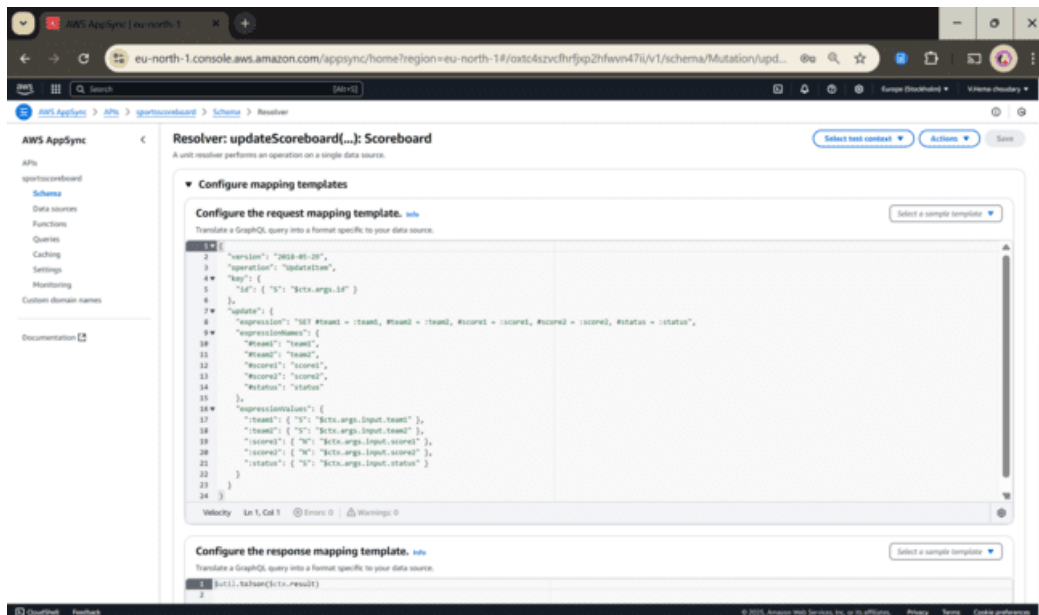 AWS AppSync | eu-north-1
eu-north-1.console.aws.amazon.com/appsync/home?region=eu-north-1#/oxtc4szvcfhrfjxp2hfwvn47ii/v1/schema/Mutation/upd...
aws
Search
[Alt+S]
Europe (Stockholm)
V.Hema choudary
AWS AppSync > APIs > sportsscoreboard > Schema > Resolver
AWS AppSync
APIs
sportsscoreboard
Schema
Data sources
Functions
Queries
Caching
Settings
Monitoring
Custom domain names
Documentation
Resolver: updateScoreboard(...): Scoreboard
Select test context
Actions
Save
A unit resolver performs an operation on a single data source.
Configure mapping templates
Configure the request mapping template. Info
Select a sample template
Translate a GraphQL query into a format specific to your data source.
1 {
2 "version": "2018-05-29",
3 "operation": "UpdateItem",
4 "key": {
5 "id": { "S": "$ctx.args.id" }
6 },
7 "update": {
8 "expression": "SET #team1 = :team1, #team2 = :team2, #score1 = :score1, #score2 = :score2, #status = :status",
9 "expressionNames": {
10 "#team1": "team1",
11 "#team2": "team2",
12 "#score1": "score1",
13 "#score2": "score2",
14 "#status": "status"
15 },
16 "expressionValues": {
17 ":team1": { "S": "$ctx.args.input.team1" },
18 ":team2": { "S": "$ctx.args.input.team2" },
19 ":score1": { "N": "$ctx.args.input.score1" },
20 ":score2": { "N": "$ctx.args.input.score2" },
21 ":status": { "S": "$ctx.args.input.status" }
22 }
23 }
24 }
Velocity Ln 1, Col 1 Errors: 0 Warnings: 0
Configure the response mapping template. Info
Select a sample template
Translate a GraphQL query into a format specific to your data source.
1 $util.toJson($ctx.result)
2
CloudShell Feedback
© 2025, Amazon Web Services, Inc. or its affiliates. Privacy Terms Cookie preferences